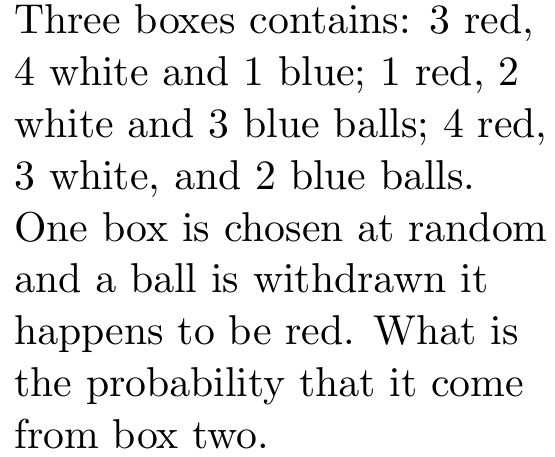 Three boxes contains: 3 red,
4 white and 1 blue; 1 red, 2
white and 3 blue balls; 4 red,
3 white, and 2 blue balls.
One box is chosen at random
and a ball is withdrawn it
happens to be red. What is
the probability that it come
from box two.